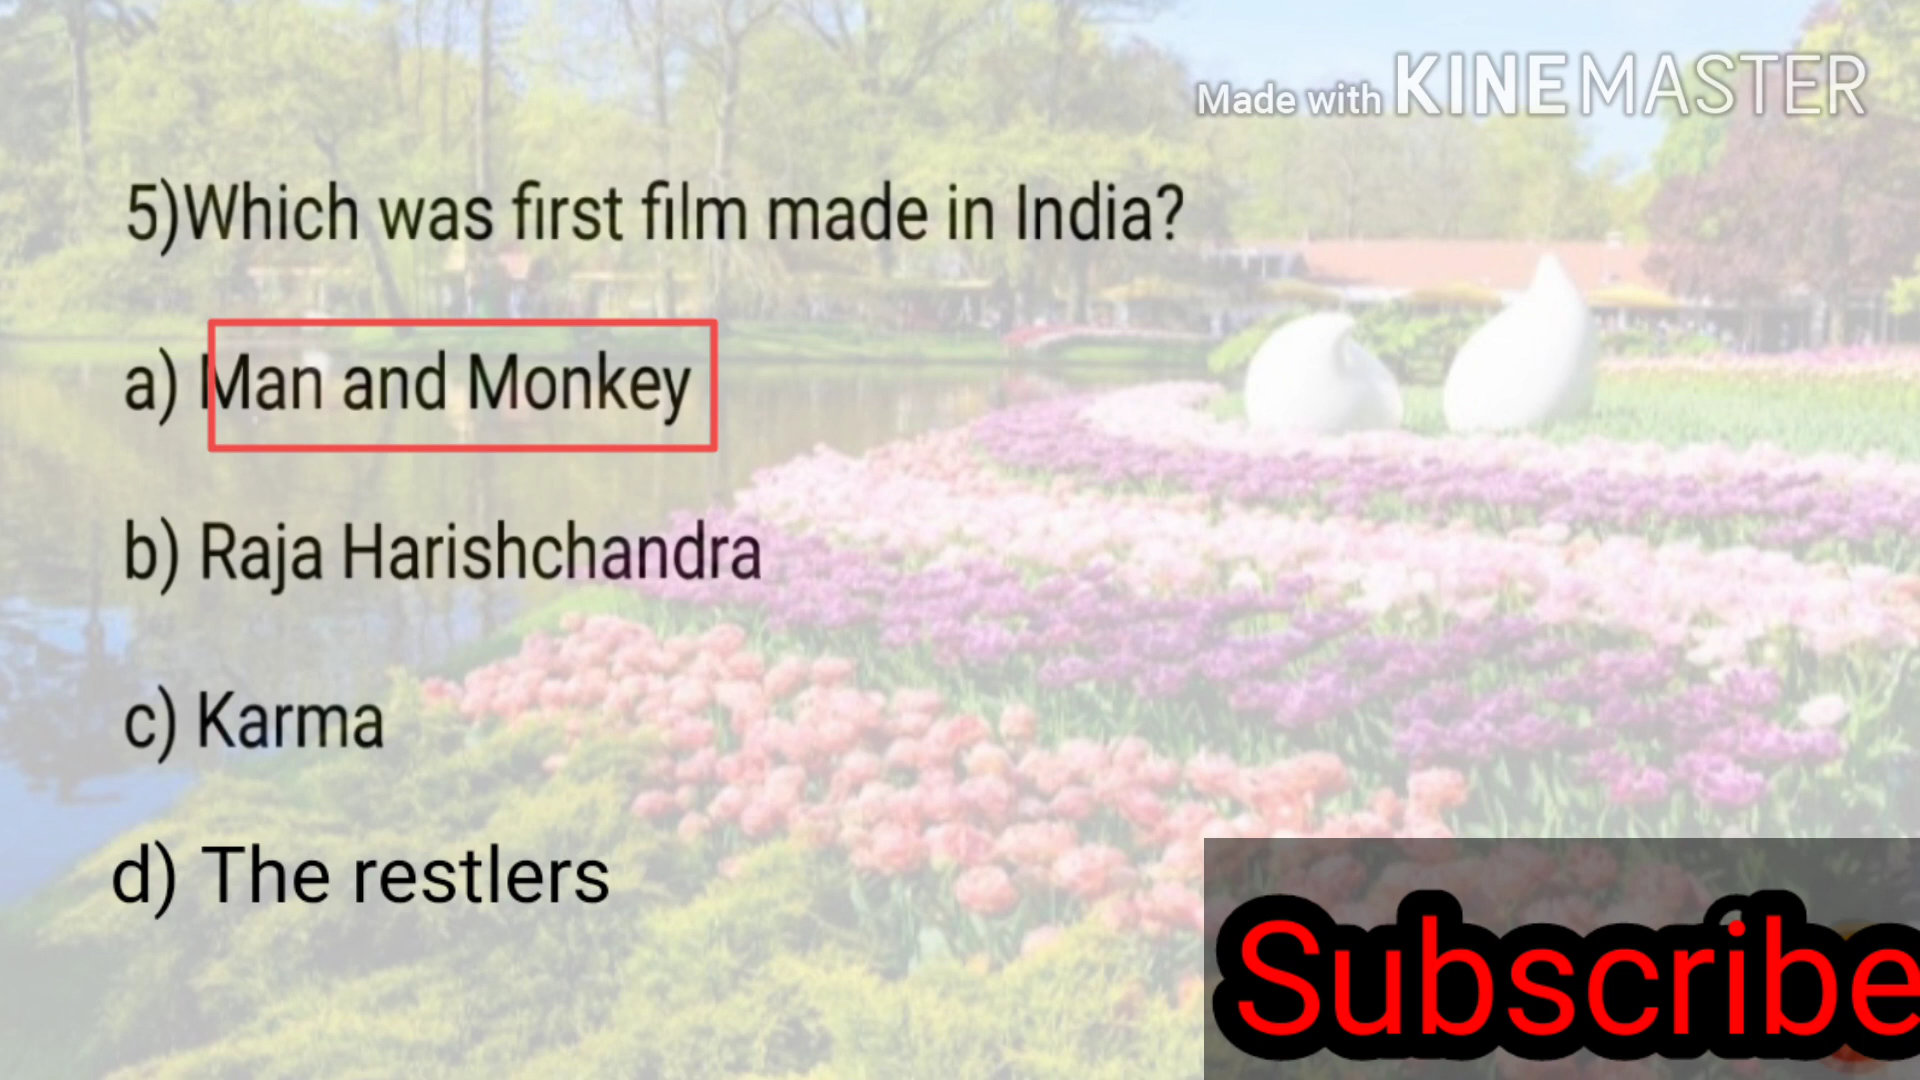 Made with KINEMASTER
5)Which was first film made in India?
a) Man and Monkey
b) Raja Harishchandra
c) Karma
d) The restlers
Subscribe